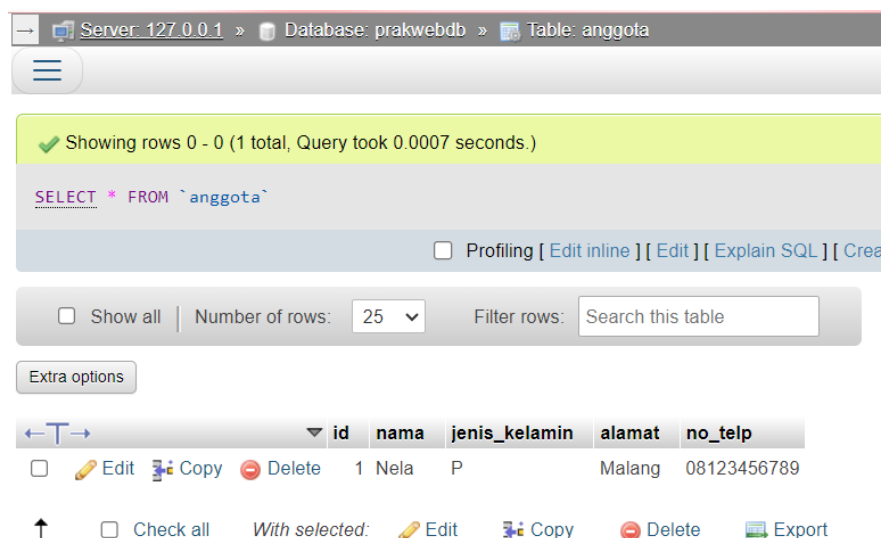 Server: 127.0.0.1 » Database: prakwebdb » Table: anggota
Showing rows 0 - 0 (1 total, Query took 0.0007 seconds.)
SELECT * FROM `anggota`
Profiling [ Edit inline ] [ Edit ] [ Explain SQL ] [ Crea
Show all | Number of rows: 25 Filter rows: Search this table
Extra options
←T→ id nama jenis_kelamin alamat no_telp
Edit Copy Delete 1 Nela P Malang 08123456789
Check all With selected: Edit Copy Delete Export